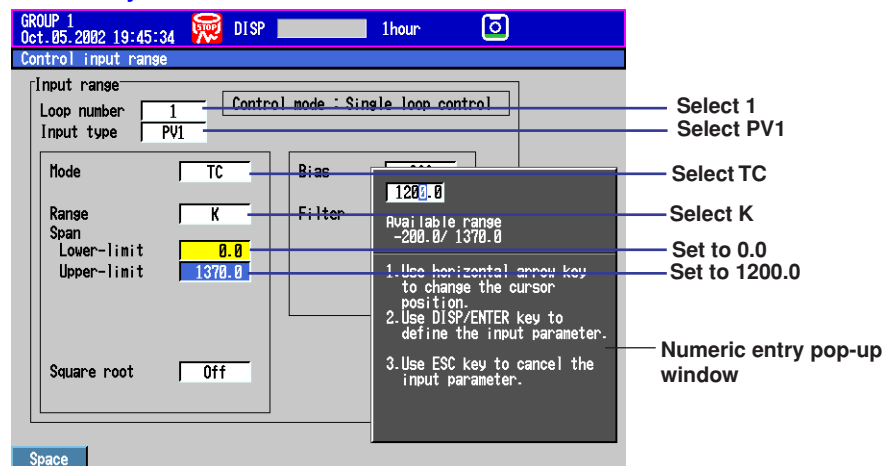 GROUP 1
Oct.05.2002 19:45:34
STOP
DISP
1hour
Control input range
Input range
Control mode : Single loop control
Loop number 1
Select 1
Input type PV1
Select PV1
Mode TC
Bias
Select TC
Range K
Filter
Select K
Span
Lower-limit 0.0
Set to 0.0
Upper-limit 1370.0
Set to 1200.0
Square root Off
1200.0
Available range
-200.0/ 1370.0
1.Use horizontal arrow key
to change the cursor
position.
2.Use DISP/ENTER key to
define the input parameter.
3.Use ESC key to cancel the
input parameter.
Numeric entry pop-up
window
Space